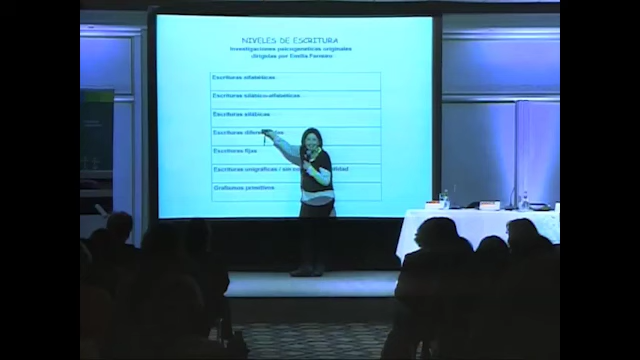 NIVELES DE ESCRITURA
Investigaciones psicogenéticas originales
dirigidas por Emilia Ferreiro
Escrituras alfabéticas
Escrituras silábico-alfabéticas
Escrituras silábicas
Escrituras
Escrituras fijas
Escrituras unigráficas / sin
Grafismos primitivos